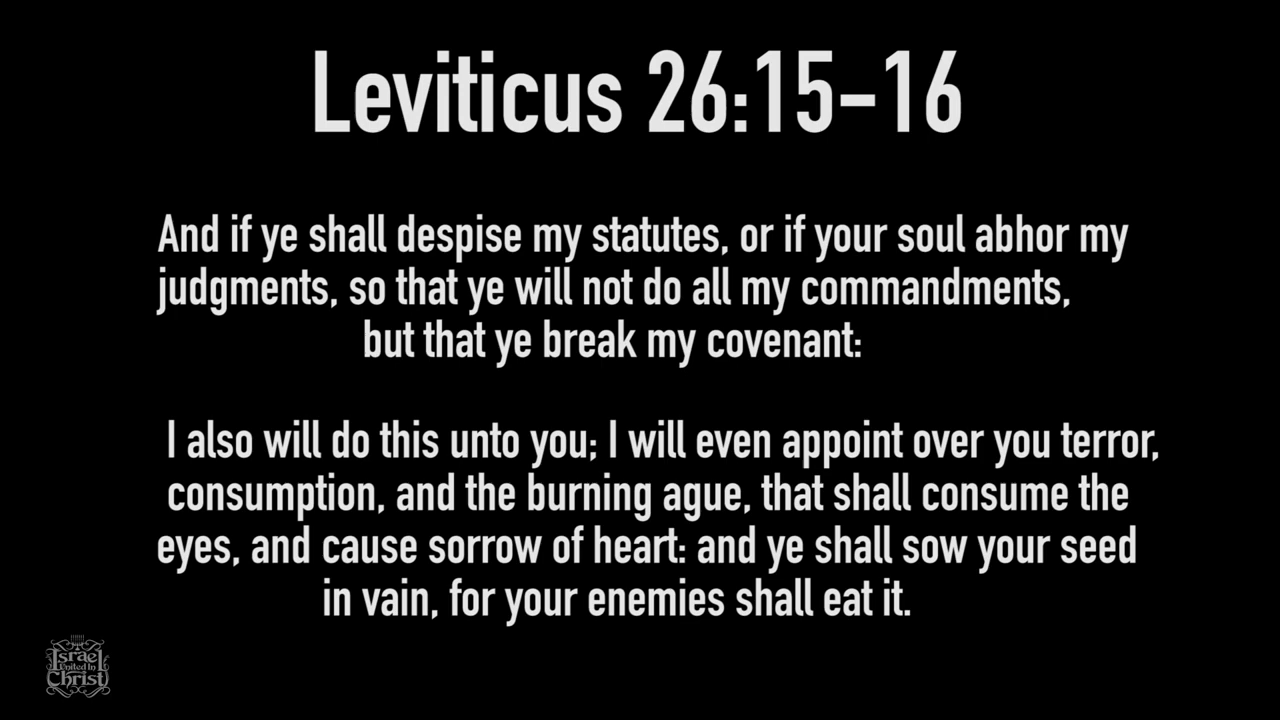 Leviticus 26:15-16
And if ye shall despise my statutes, or if your soul abhor my
judgments, so that ye will not do all my commandments,
but that ye break my covenant:
I also will do this unto you; I will even appoint over you terror,
consumption, and the burning ague, that shall consume the
eyes, and cause sorrow of heart: and ye shall sow your seed
in vain, for your enemies shall eat it.
Israel
United In
Christ